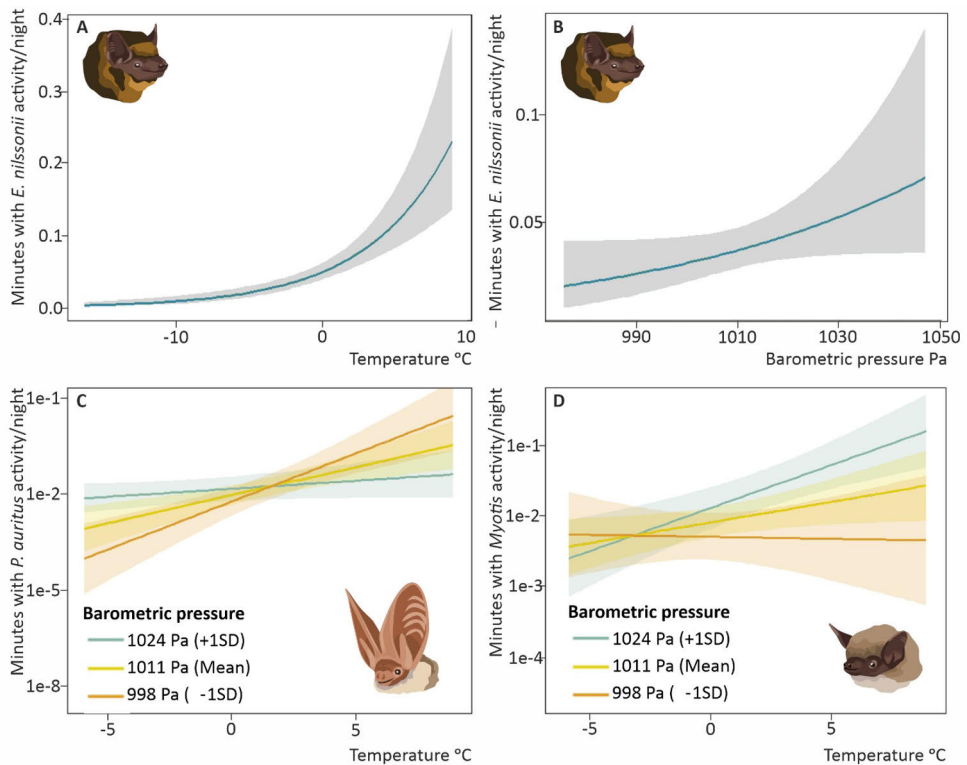 A
Minutes with E. nilssonii activity/night
0.4
0.3
0.2
0.1
0.0
-10
0
10
Temperature °C
B
– Minutes with E. nilssonii activity/night
0.1
0.05
990
1010
1030
1050
Barometric pressure Pa
C
Minutes with P. auritus activity/night
1e-1
1e-2
1e-5
1e-8
Barometric pressure
1024 Pa (+1SD)
1011 Pa (Mean)
998 Pa ( -1SD)
-5
0
5
Temperature °C
D
Minutes with Myotis activity/night
1e-1
1e-2
1e-3
1e-4
Barometric pressure
1024 Pa (+1SD)
1011 Pa (Mean)
998 Pa ( -1SD)
-5
0
5
Temperature °C